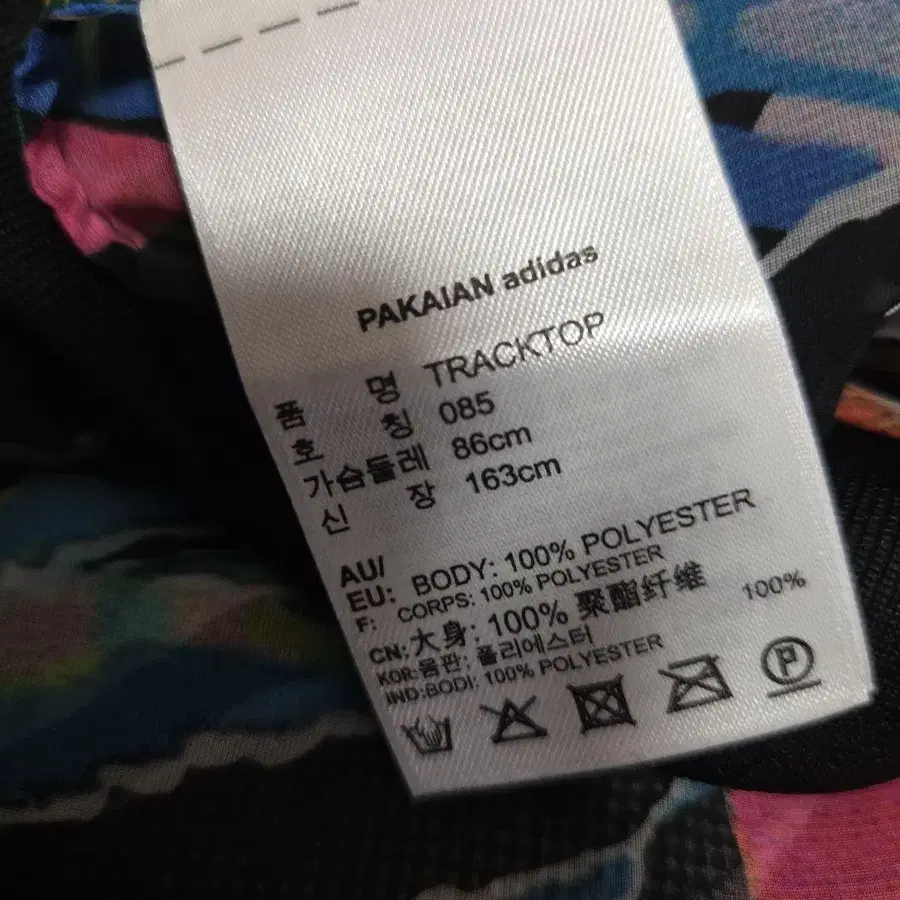 PAKAIAN adidas
품 명 TRACKTOP
호 칭 085
가슴둘레 86cm
신 장 163cm
AU/
EU: BODY: 100% POLYESTER
F: CORPS: 100% POLYESTER
CN: 大身: 100% 聚酯纤维
KOR: 몸판: 폴리에스터 100%
IND: BODI: 100% POLYESTER
P